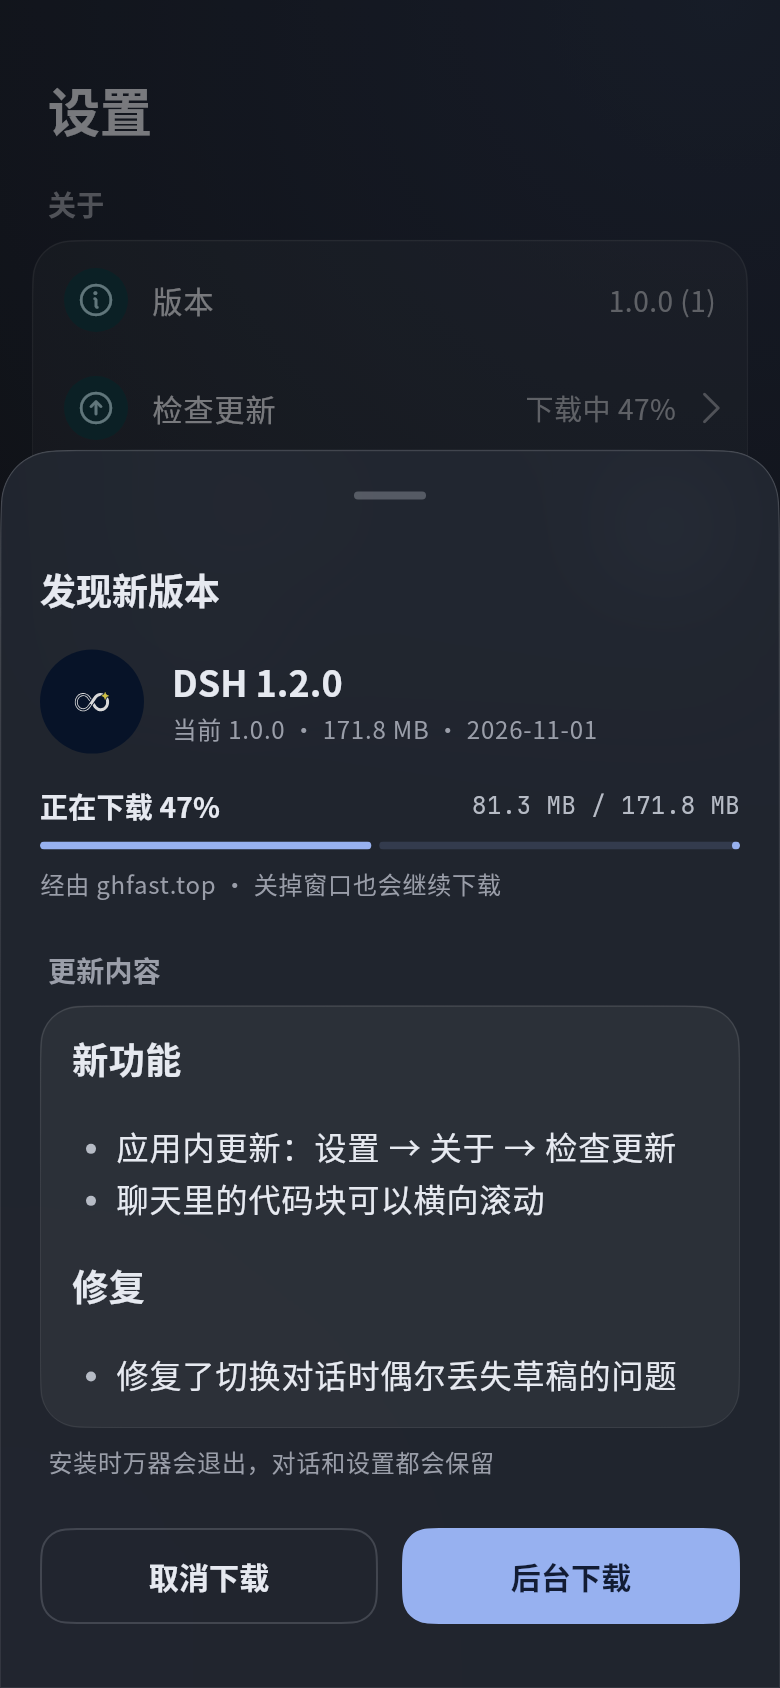 设置
关于
版本 1.0.0 (1)
检查更新 下载中 47%
发现新版本
DSH 1.2.0
当前 1.0.0 · 171.8 MB · 2026-11-01
正在下载 47% 81.3 MB / 171.8 MB
经由 ghfast.top · 关掉窗口也会继续下载
更新内容
新功能
• 应用内更新：设置 → 关于 → 检查更新
• 聊天里的代码块可以横向滚动
修复
• 修复了切换对话时偶尔丢失草稿的问题
安装时万器会退出，对话和设置都会保留
取消下载 后台下载